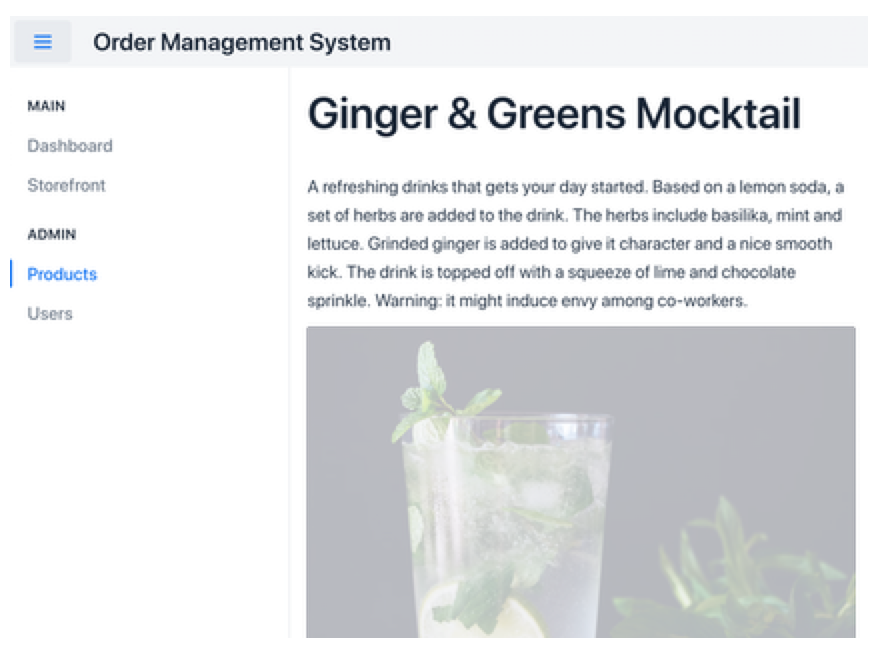 Order Management System
MAIN
Dashboard
Storefront
ADMIN
Products
Users
Ginger & Greens Mocktail
A refreshing drinks that gets your day started. Based on a lemon soda, a
set of herbs are added to the drink. The herbs include basilika, mint and
lettuce. Grinded ginger is added to give it character and a nice smooth
kick. The drink is topped off with a squeeze of lime and chocolate
sprinkle. Warning: it might induce envy among co-workers.